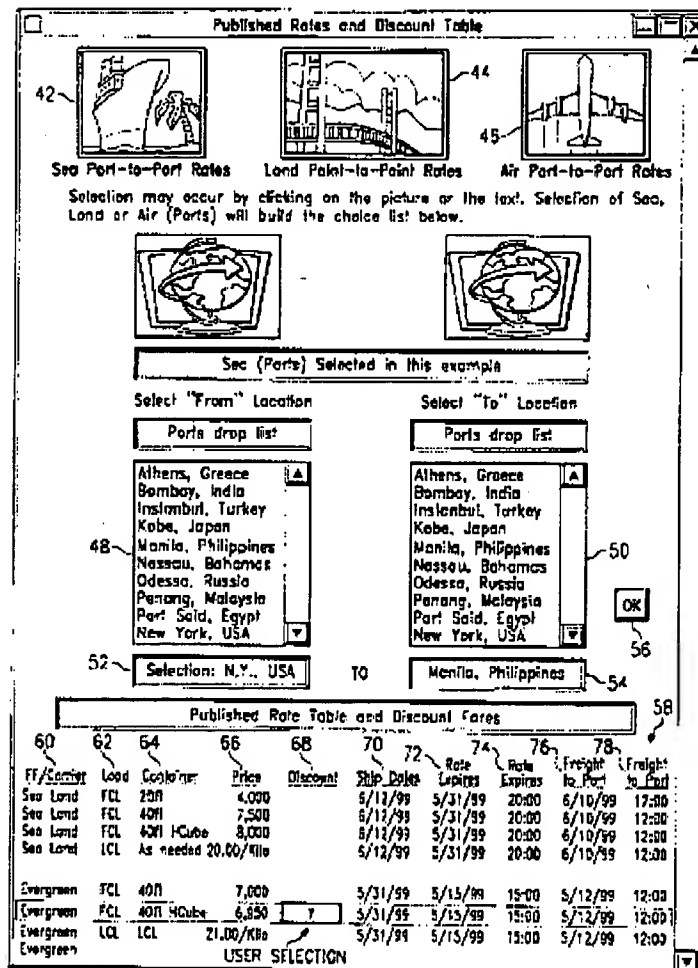 Published Rates and Discount Table
42
44
45
Sea Port-to-Port Rates
Land Point-to-Point Rates
Air Port-to-Port Rates
Selection may occur by clicking on the picture or the text. Selection of Sea,
Land or Air (Ports) will build the choice list below.
Sea (Ports) Selected in this example
Select "From" Location
Select "To" Location
Ports drop list
Ports drop list
Athens, Greece
Bombay, India
Instanbul, Turkey
Kobe, Japan
Manila, Philippines
Nassau, Bahamas
Odessa, Russia
Penang, Malaysia
Port Said, Egypt
New York, USA
48
Athens, Greece
Bombay, India
Instanbul, Turkey
Kobe, Japan
Manila, Philippines
Nassau, Bahamas
Odessa, Russia
Penang, Malaysia
Port Said, Egypt
New York, USA
50
OK
56
52 Selection: N.Y., USA TO Manila, Philippines 54
Published Rate Table and Discount Fares
58
60 62 64 66 68 70 72 74 76 78
FF/Carrier Load Container Price Discount Ship Dates Rate Expires Rate Expires Freight to Port Freight to Port
Sea Land FCL 20ft 4,000 6/12/99 5/31/99 20:00 6/10/99 12:00
Sea Land FCL 40ft 7,500 6/12/99 5/31/99 20:00 6/10/99 12:00
Sea Land FCL 40ft HCube 8,000 6/12/99 5/31/99 20:00 6/10/99 12:00
Sea Land LCL As needed 20.00/Kilo 6/12/99 5/31/99 20:00 6/10/99 12:00
Evergreen FCL 40ft 7,000 5/31/99 5/15/99 15:00 5/12/99 12:00
Evergreen FCL 40ft HCube 6,950 5/31/99 5/15/99 15:00 5/12/99 12:00
Evergreen LCL LCL 21.00/Kilo 5/31/99 5/15/99 15:00 5/12/99 12:00
Evergreen
USER SELECTION